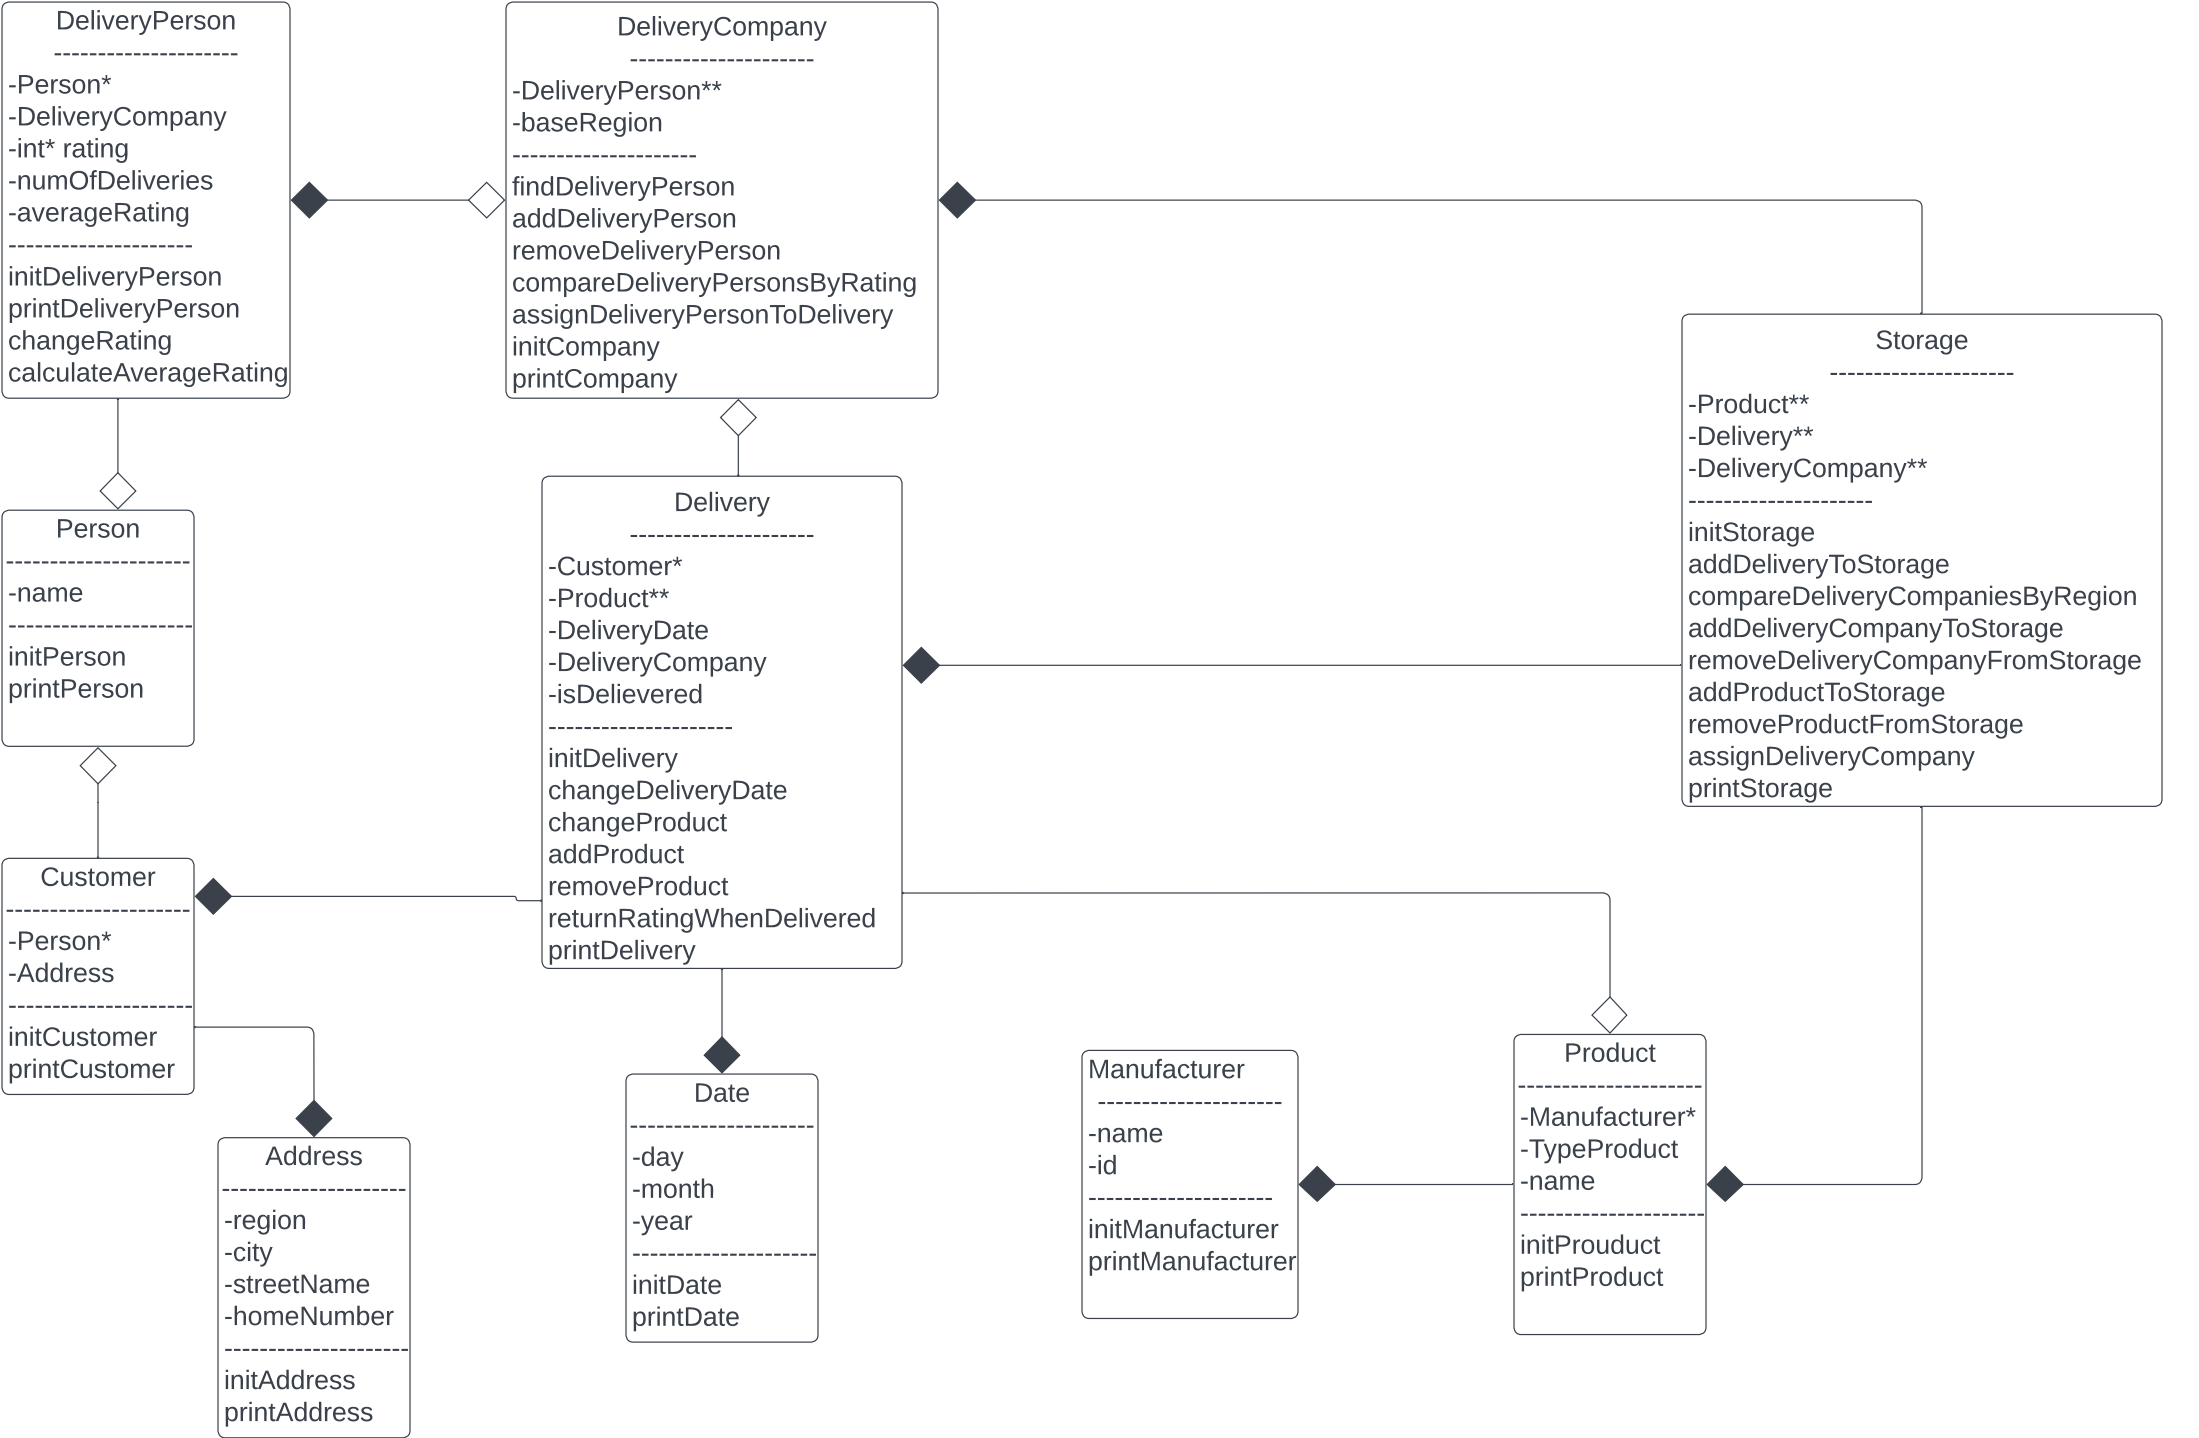 DeliveryPerson
---------------------
-Person*
-DeliveryCompany
-int* rating
-numOfDeliveries
-averageRating
---------------------
initDeliveryPerson
printDeliveryPerson
changeRating
calculateAverageRating
DeliveryCompany
---------------------
-DeliveryPerson**
-baseRegion
---------------------
findDeliveryPerson
addDeliveryPerson
removeDeliveryPerson
compareDeliveryPersonsByRating
assignDeliveryPersonToDelivery
initCompany
printCompany
Storage
---------------------
-Product**
-Delivery**
-DeliveryCompany**
---------------------
initStorage
addDeliveryToStorage
compareDeliveryCompaniesByRegion
addDeliveryCompanyToStorage
removeDeliveryCompanyFromStorage
addProductToStorage
removeProductFromStorage
assignDeliveryCompany
printStorage
Person
---------------------
-name
---------------------
initPerson
printPerson
Delivery
---------------------
-Customer*
-Product**
-DeliveryDate
-DeliveryCompany
-isDelievered
---------------------
initDelivery
changeDeliveryDate
changeProduct
addProduct
removeProduct
returnRatingWhenDelivered
printDelivery
Customer
---------------------
-Person*
-Address
---------------------
initCustomer
printCustomer
Address
---------------------
-region
-city
-streetName
-homeNumber
---------------------
initAddress
printAddress
Date
---------------------
-day
-month
-year
---------------------
initDate
printDate
Manufacturer
---------------------
-name
-id
---------------------
initManufacturer
printManufacturer
Product
---------------------
-Manufacturer*
-TypeProduct
-name
---------------------
initProuduct
printProduct